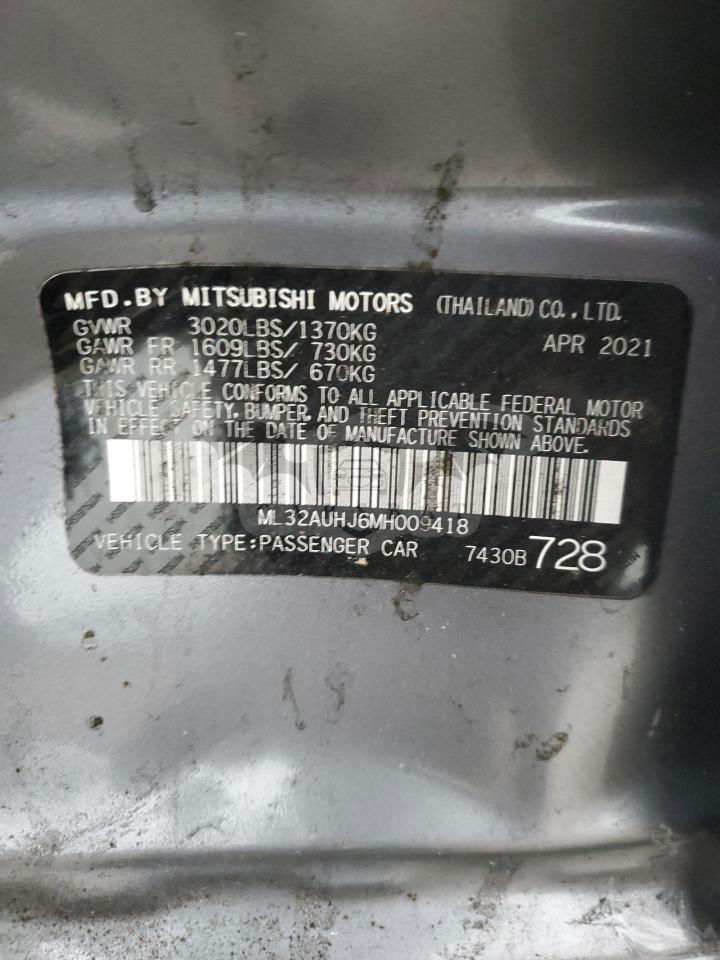 MFD.BY MITSUBISHI MOTORS (THAILAND) CO., LTD.
GVWR 3020LBS/1370KG APR 2021
GAWR FR 1609LBS/ 730KG
GAWR RR 1477LBS/ 670KG
THIS VEHICLE CONFORMS TO ALL APPLICABLE FEDERAL MOTOR
VEHICLE SAFETY, BUMPER, AND THEFT PREVENTION STANDARDS
IN EFFECT ON THE DATE OF MANUFACTURE SHOWN ABOVE.
ML32AUHJ6MH009418
VEHICLE TYPE:PASSENGER CAR 7430B 728